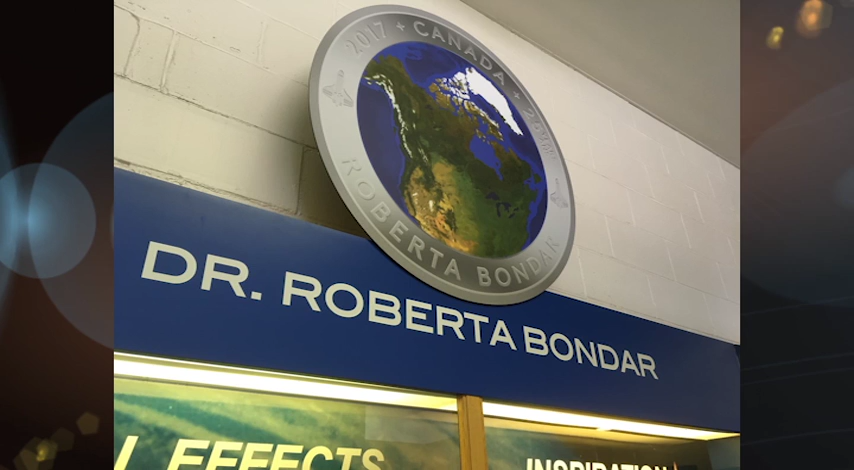 2017 • CANADA •
ROBERTA BONDAR
DR. ROBERTA BONDAR
EFFECTS
INSPIRATION